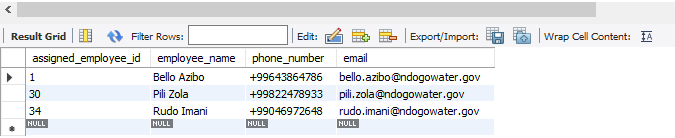 Result Grid Filter Rows: Edit: Export/Import: Wrap Cell Content:
assigned_employee_id employee_name phone_number email
1 Bello Azibo +99643864786 bello.azibo@ndogowater.gov
30 Pili Zola +99822478933 pili.zola@ndogowater.gov
34 Rudo Imani +99046972648 rudo.imani@ndogowater.gov
NULL NULL NULL NULL